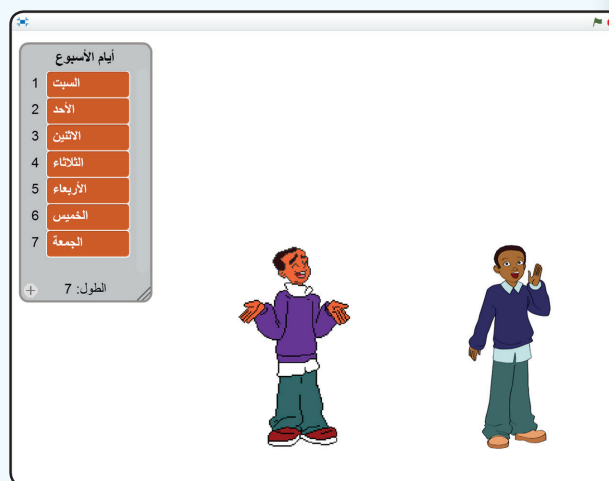 أيام الأسبوع
1 السبت
2 الأحد
3 الاثنين
4 الثلاثاء
5 الأربعاء
6 الخميس
7 الجمعة
+ الطول: 7